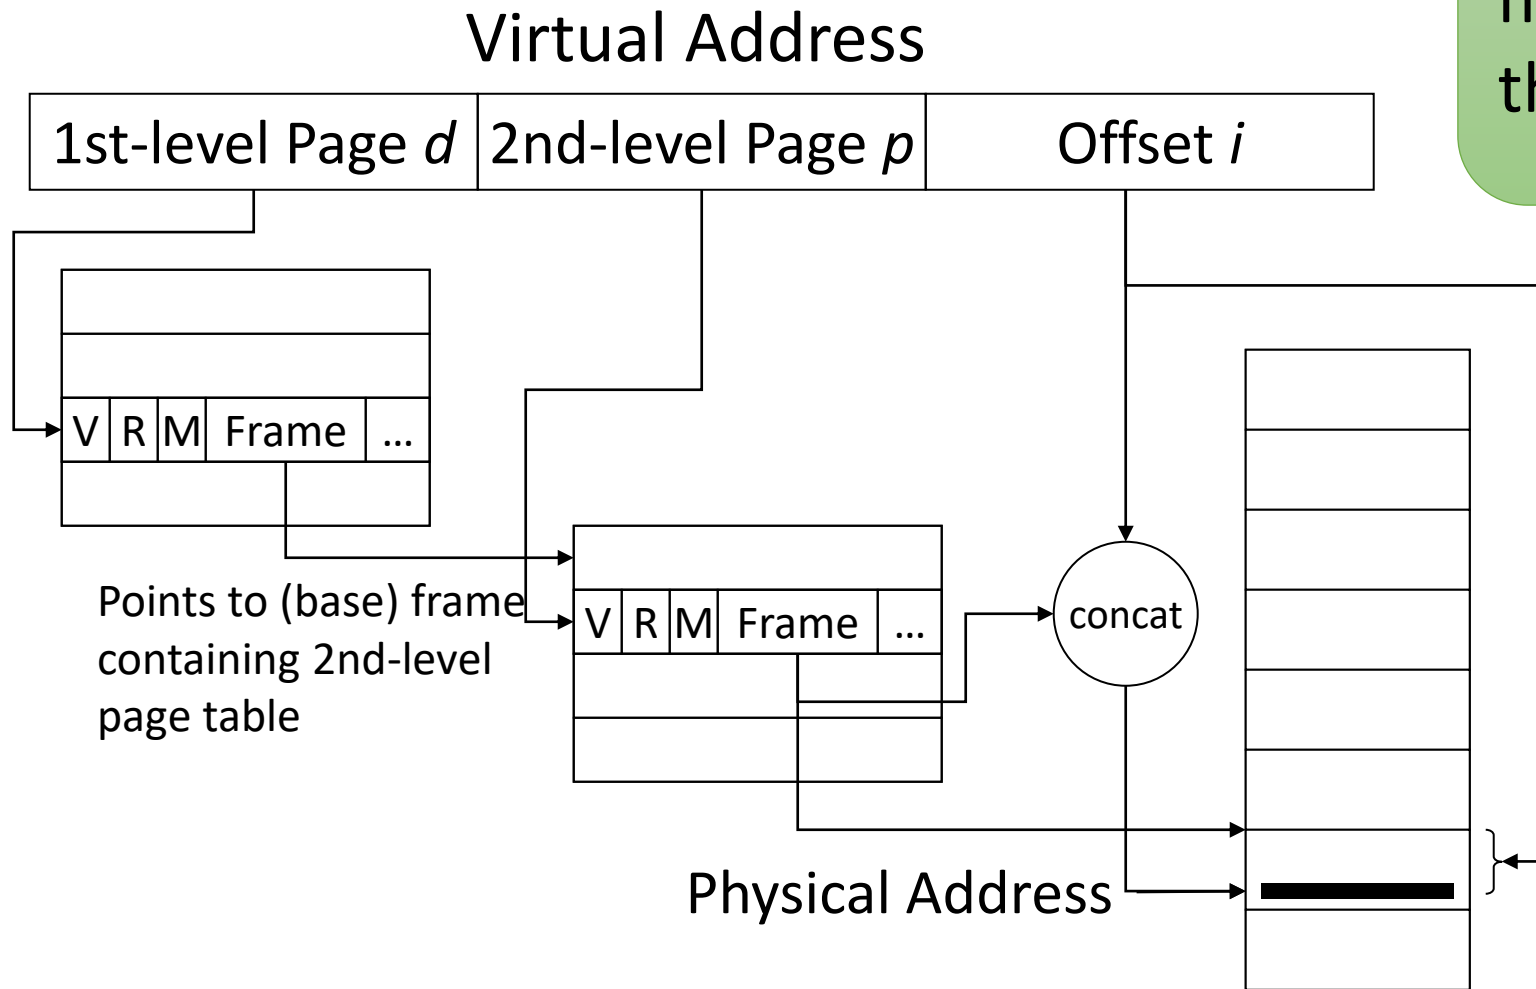 Virtual Address
1st-level Page d
2nd-level Page p
Offset i
V R M Frame ...
Points to (base) frame
containing 2nd-level
page table
V R M Frame ...
concat
Physical Address